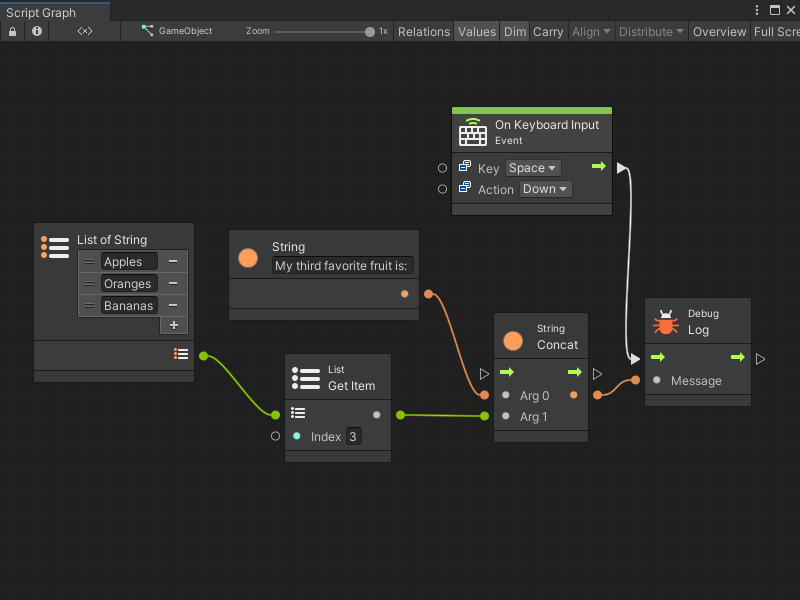 Script Graph
<×> GameObject Zoom 1x Relations Values Dim Carry Align Distribute Overview Full Scre
On Keyboard Input
Event
Key Space
Action Down
List of String
Apples
Oranges
Bananas
String
My third favorite fruit is:
List
Get Item
Index 3
String
Concat
Arg 0
Arg 1
Debug
Log
Message